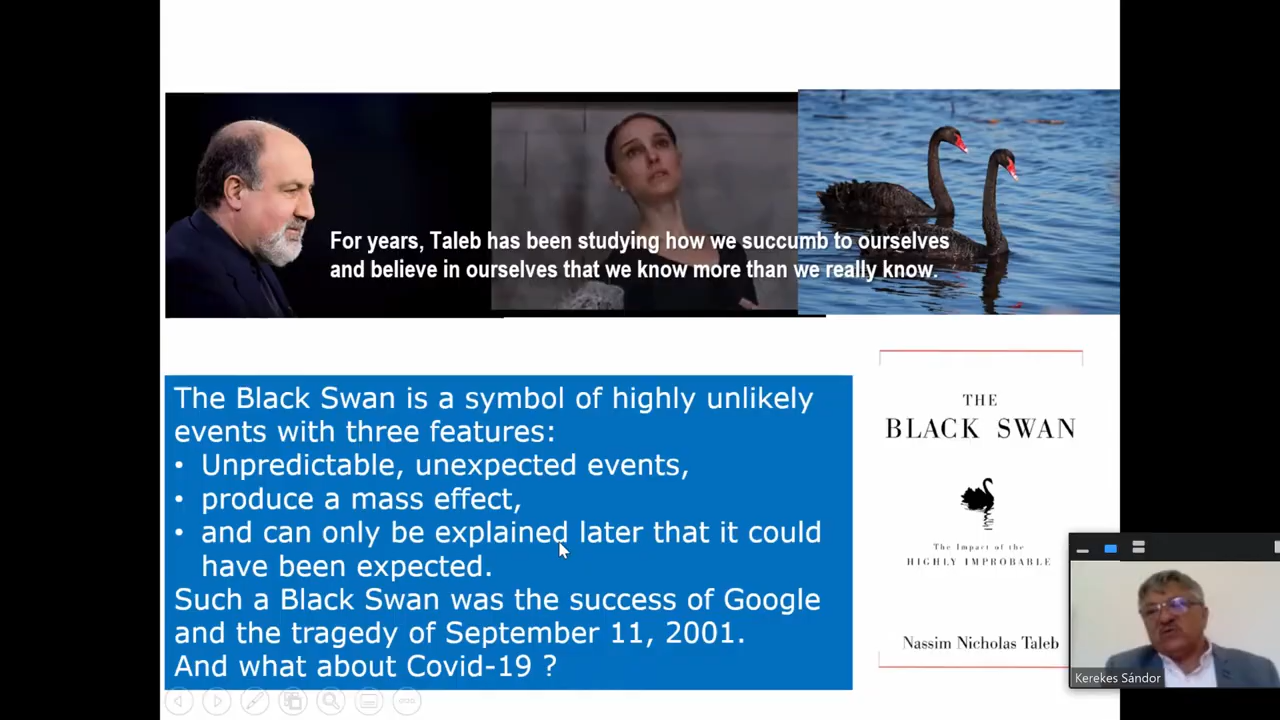 For years, Taleb has been studying how we succumb to ourselves
and believe in ourselves that we know more than we really know.
The Black Swan is a symbol of highly unlikely
events with three features:
• Unpredictable, unexpected events,
• produce a mass effect,
• and can only be explained later that it could
have been expected.
Such a Black Swan was the success of Google
and the tragedy of September 11, 2001.
And what about Covid-19 ?
THE
BLACK SWAN
The Impact of the
HIGHLY IMPROBABLE
Nassim Nicholas Taleb
Kerekes Sándor